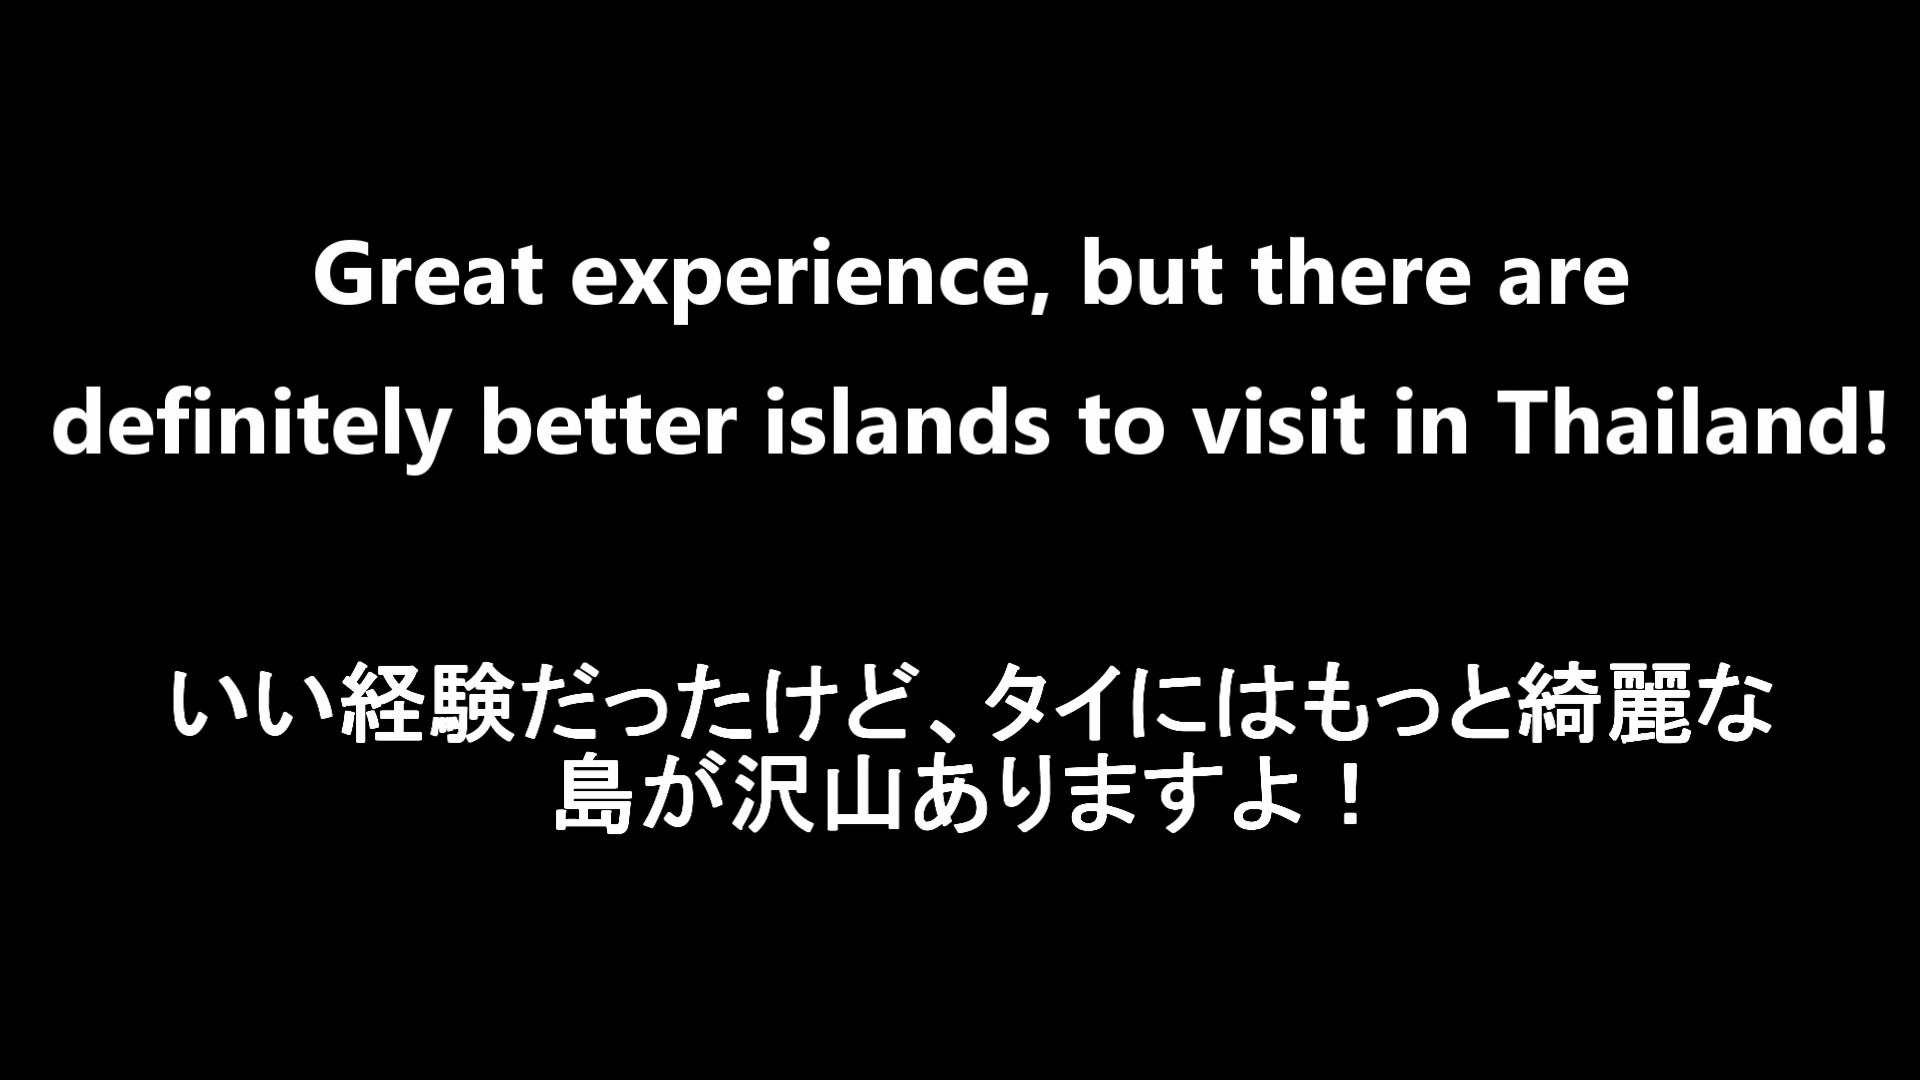 Great experience, but there are
definitely better islands to visit in Thailand!
いい経験だったけど、タイにはもっと綺麗な
島が沢山ありますよ！